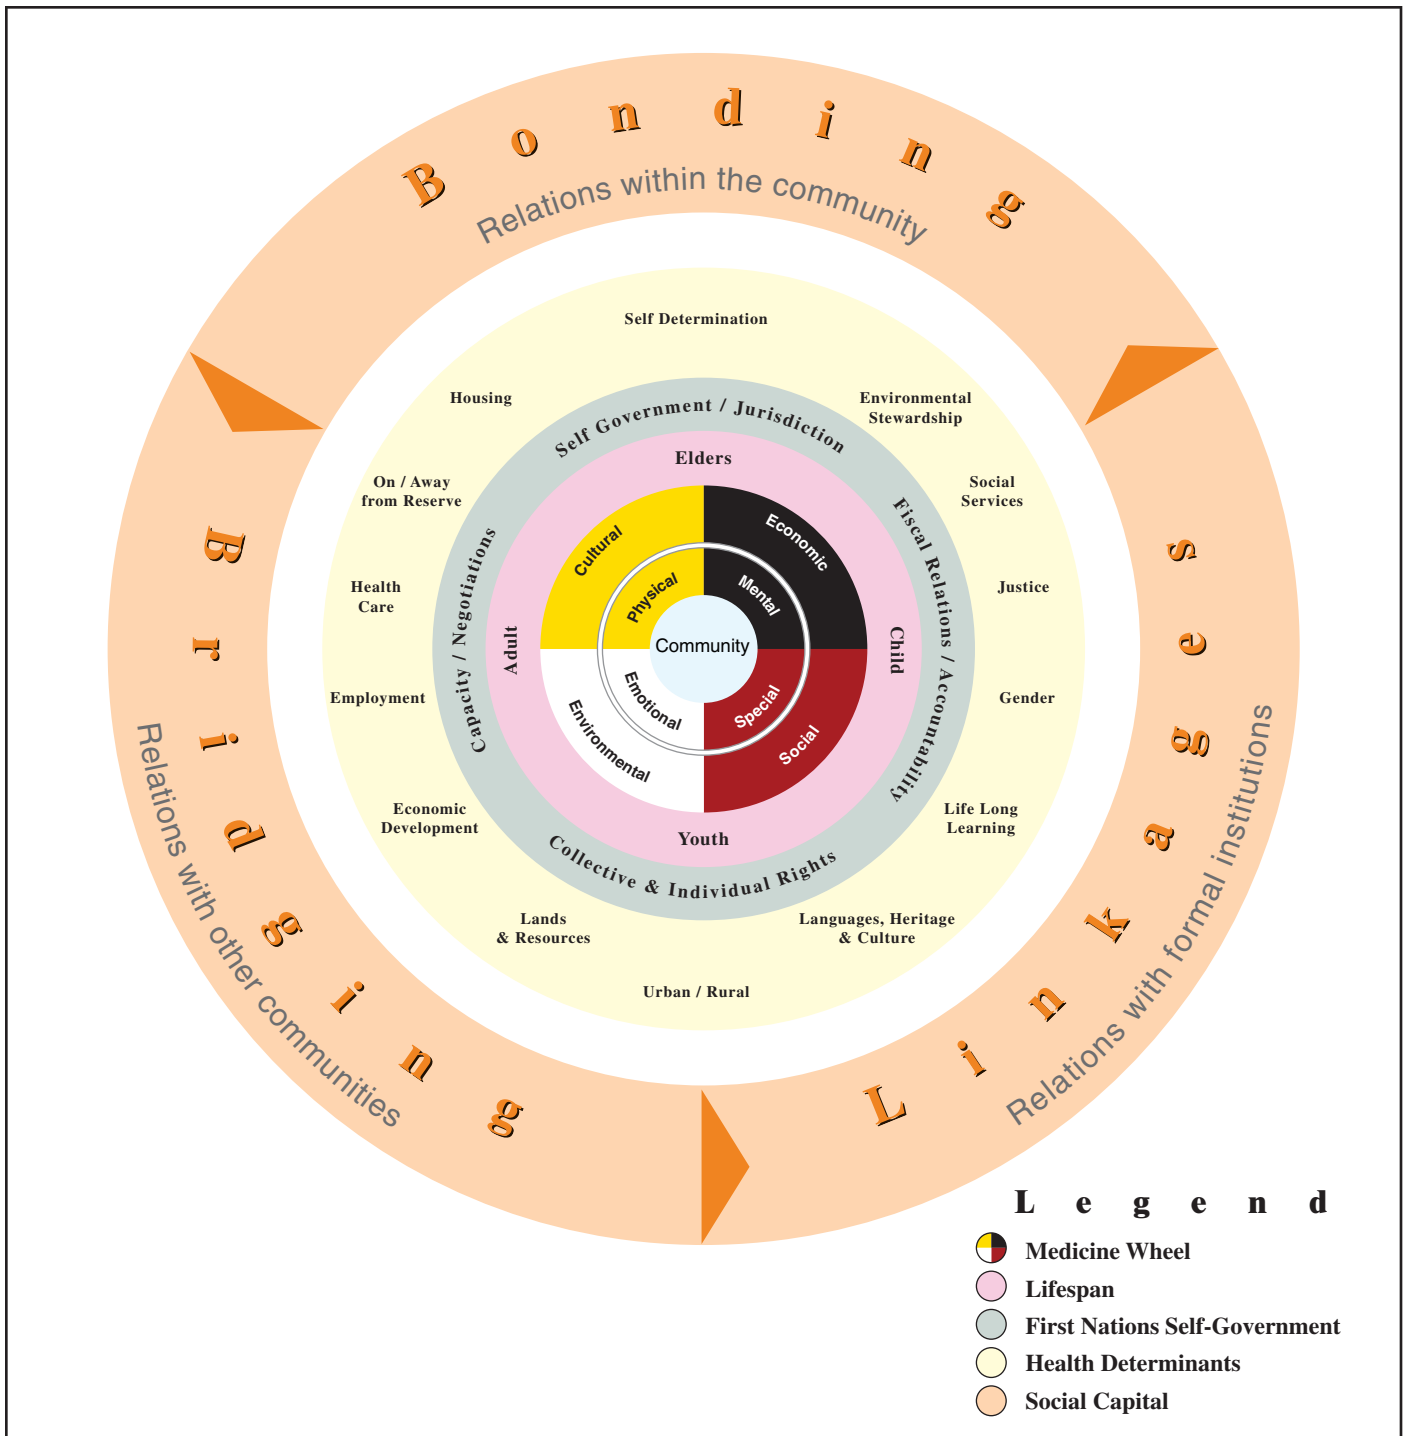 Bonding
Relations within the community
Self Determination
Housing
Environmental
Stewardship
On / Away
from Reserve
Social
Services
Health
Care
Justice
Employment
Gender
Economic
Development
Life Long
Learning
Lands
& Resources
Languages, Heritage
& Culture
Urban / Rural
Self Government / Jurisdiction
Fiscal Relations / Accountability
Collective & Individual Rights
Capacity / Negotiations
Elders
Child
Youth
Adult
Cultural
Economic
Environmental
Social
Physical
Mental
Emotional
Special
Community
Bridging
Relations with other communities
Linkages
Relations with formal institutions
Legend
Medicine Wheel
Lifespan
First Nations Self-Government
Health Determinants
Social Capital